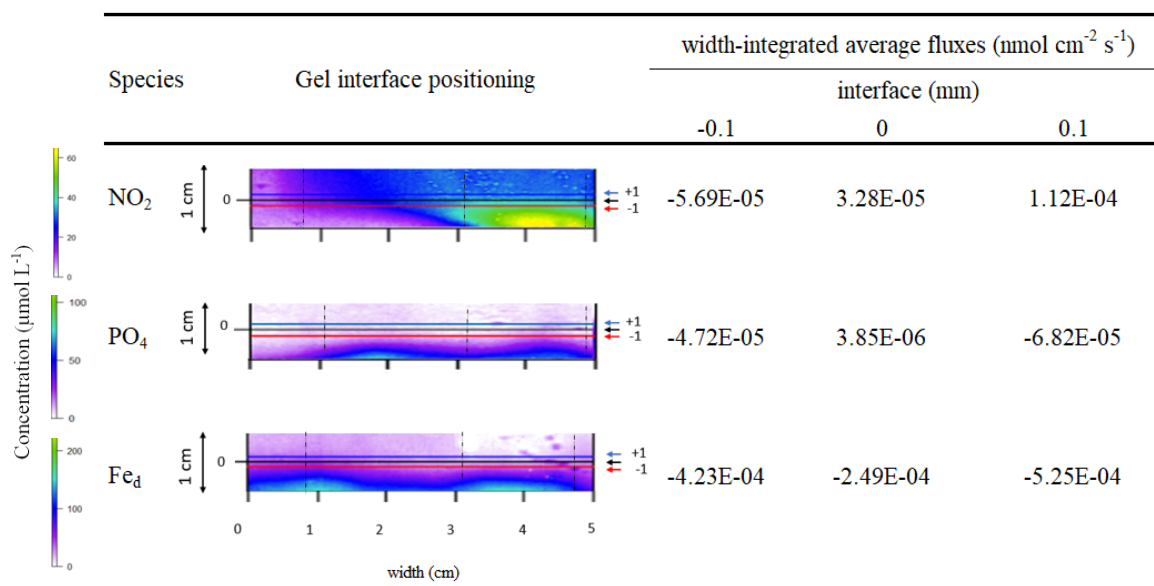 width-integrated average fluxes (nmol cm⁻² s⁻¹)
Species Gel interface positioning
interface (mm)
-0.1 0 0.1
60
40
20
0
NO₂
1 cm
0
+1
-1
-5.69E-05 3.28E-05 1.12E-04
Concentration (µmol L⁻¹)
100
50
0
PO₄
1 cm
0
+1
-1
-4.72E-05 3.85E-06 -6.82E-05
200
100
0
Fe_d
1 cm
0
+1
-1
-4.23E-04 -2.49E-04 -5.25E-04
0 1 2 3 4 5
width (cm)